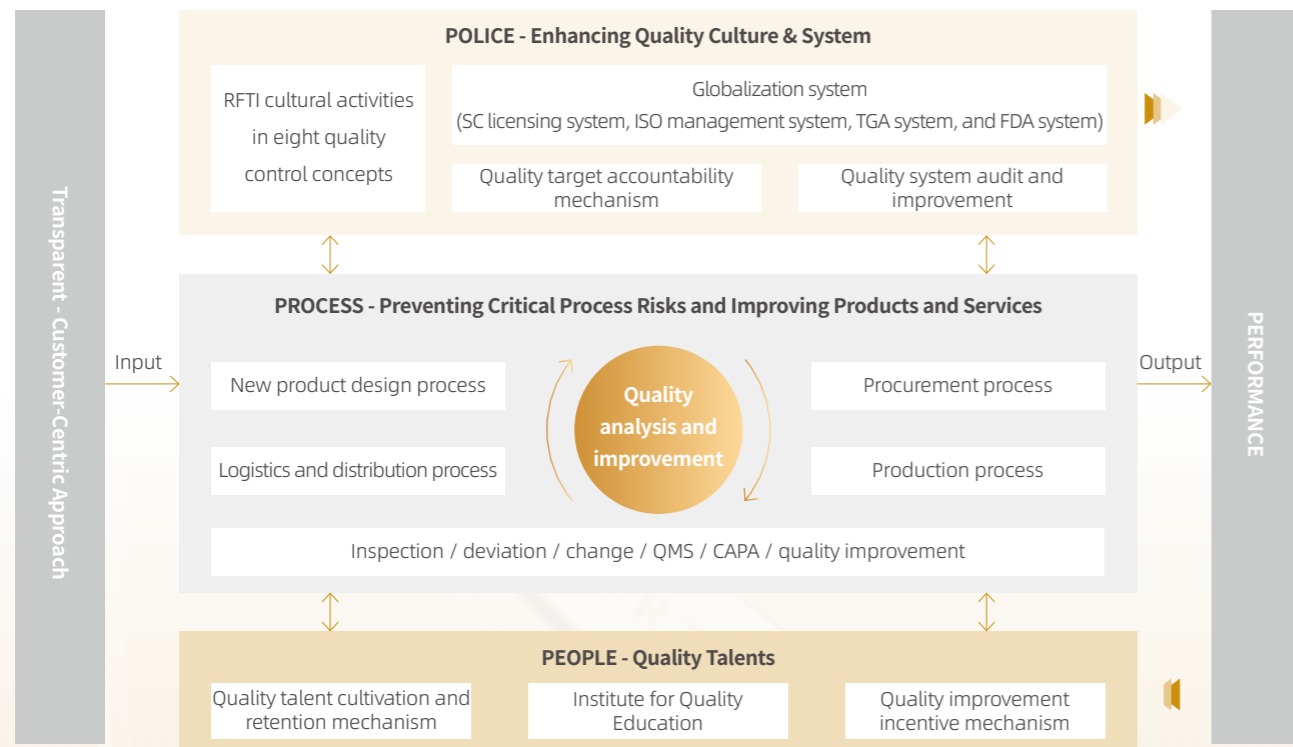 Transparent - Customer-Centric Approach
Input
POLICE - Enhancing Quality Culture & System
RFTI cultural activities
in eight quality
control concepts
Globalization system
(SC licensing system, ISO management system, TGA system, and FDA system)
Quality target accountability
mechanism
Quality system audit and
improvement
PROCESS - Preventing Critical Process Risks and Improving Products and Services
New product design process
Logistics and distribution process
Quality
analysis and
improvement
Procurement process
Production process
Inspection / deviation / change / QMS / CAPA / quality improvement
PEOPLE - Quality Talents
Quality talent cultivation and
retention mechanism
Institute for Quality
Education
Quality improvement
incentive mechanism
Output
PERFORMANCE